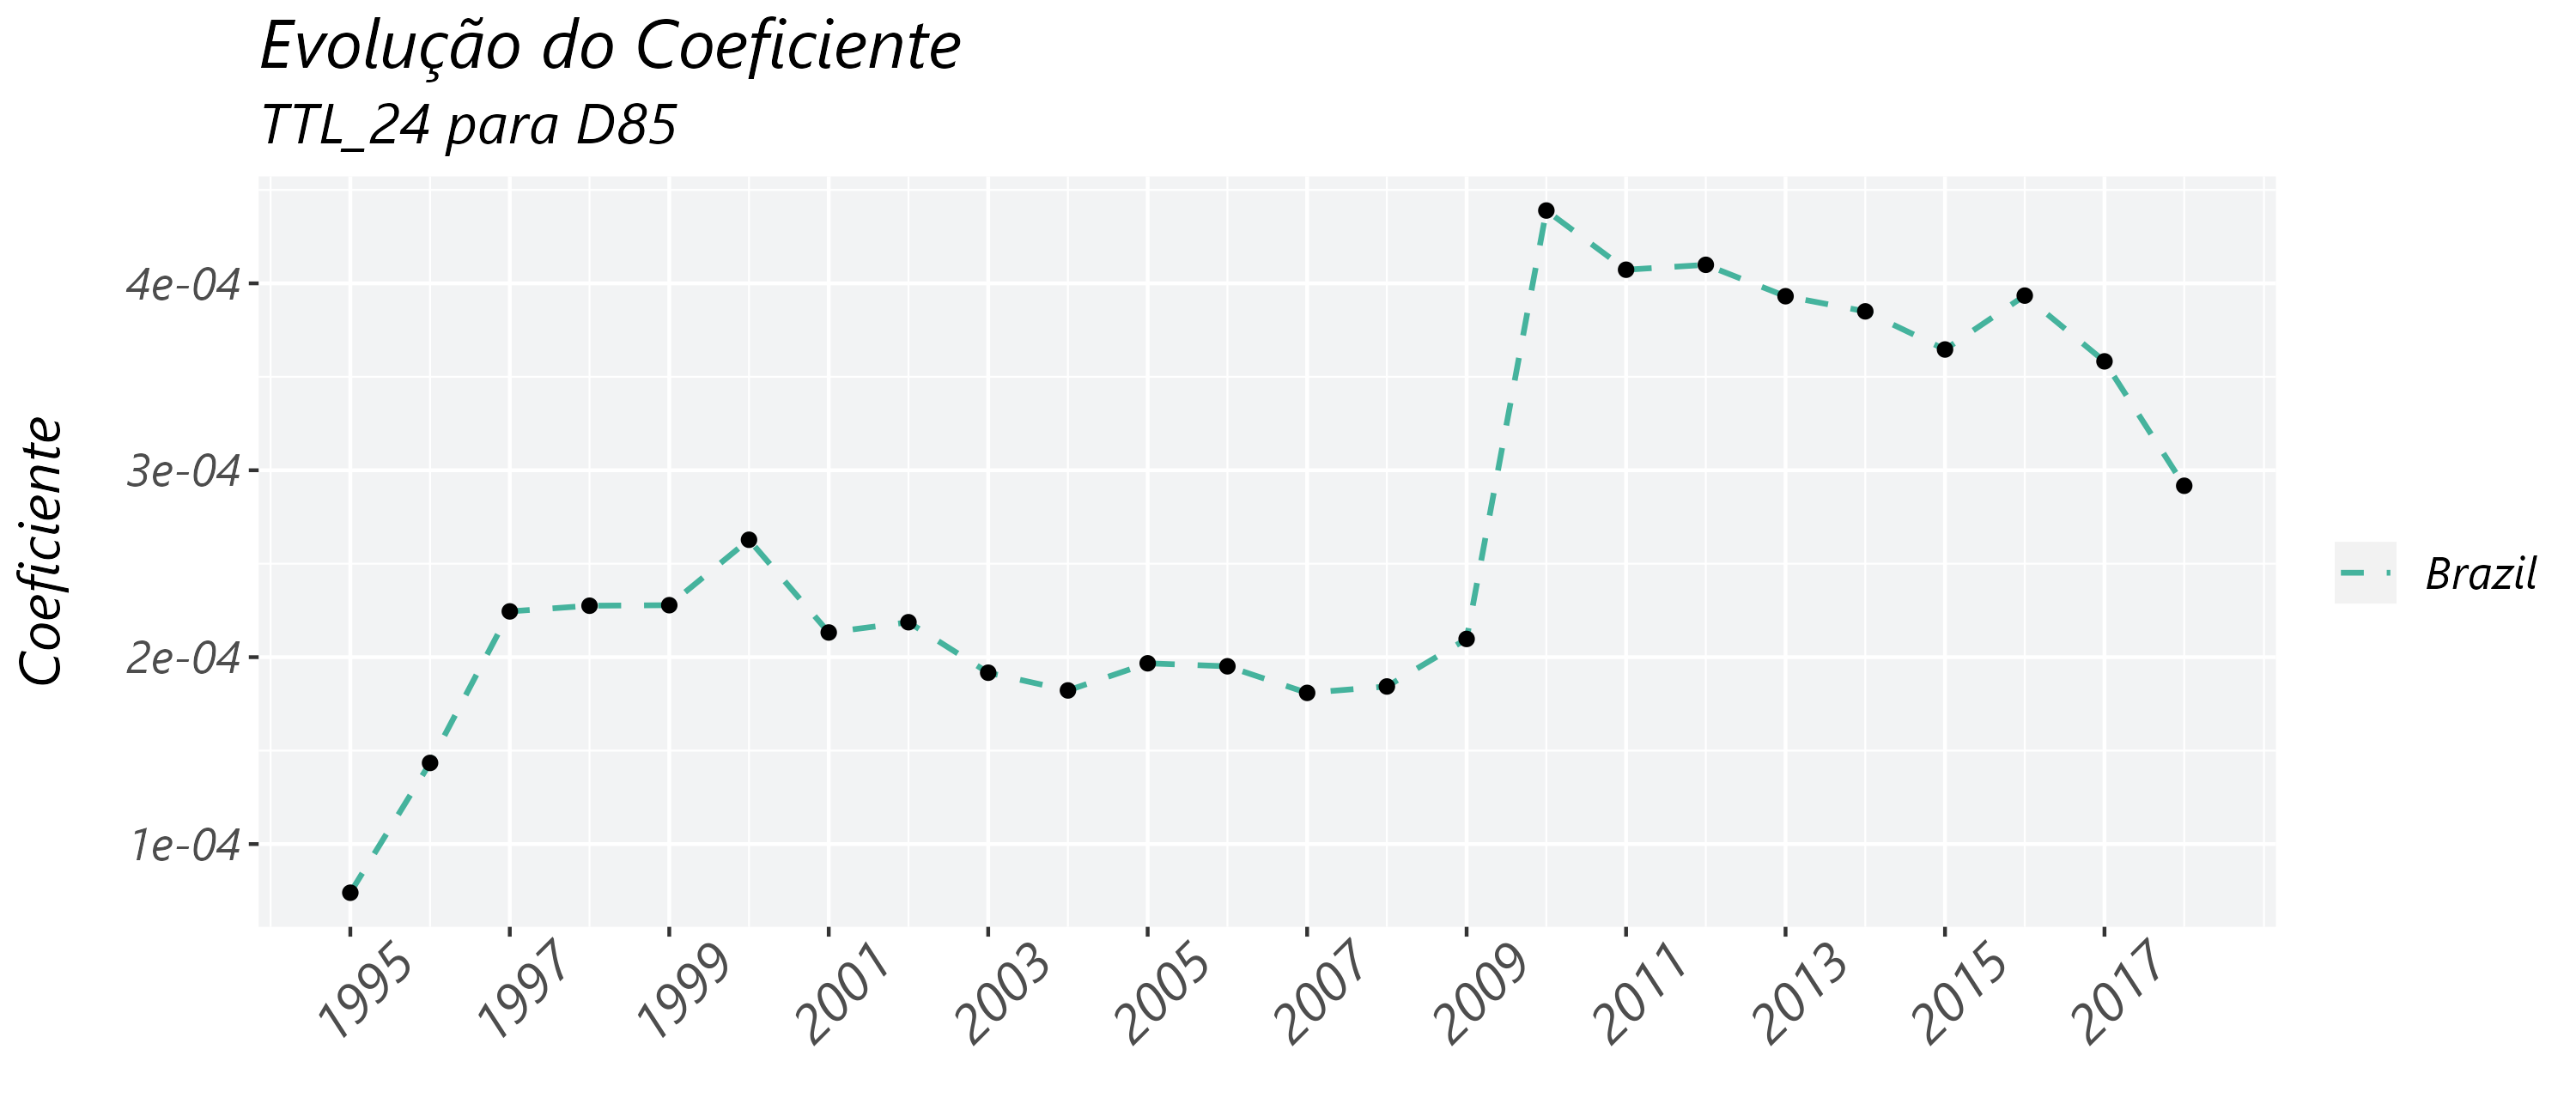 Evolução do Coeficiente
TTL_24 para D85
Coeficiente
4e-04
3e-04
2e-04
1e-04
1995
1997
1999
2001
2003
2005
2007
2009
2011
2013
2015
2017
Brazil